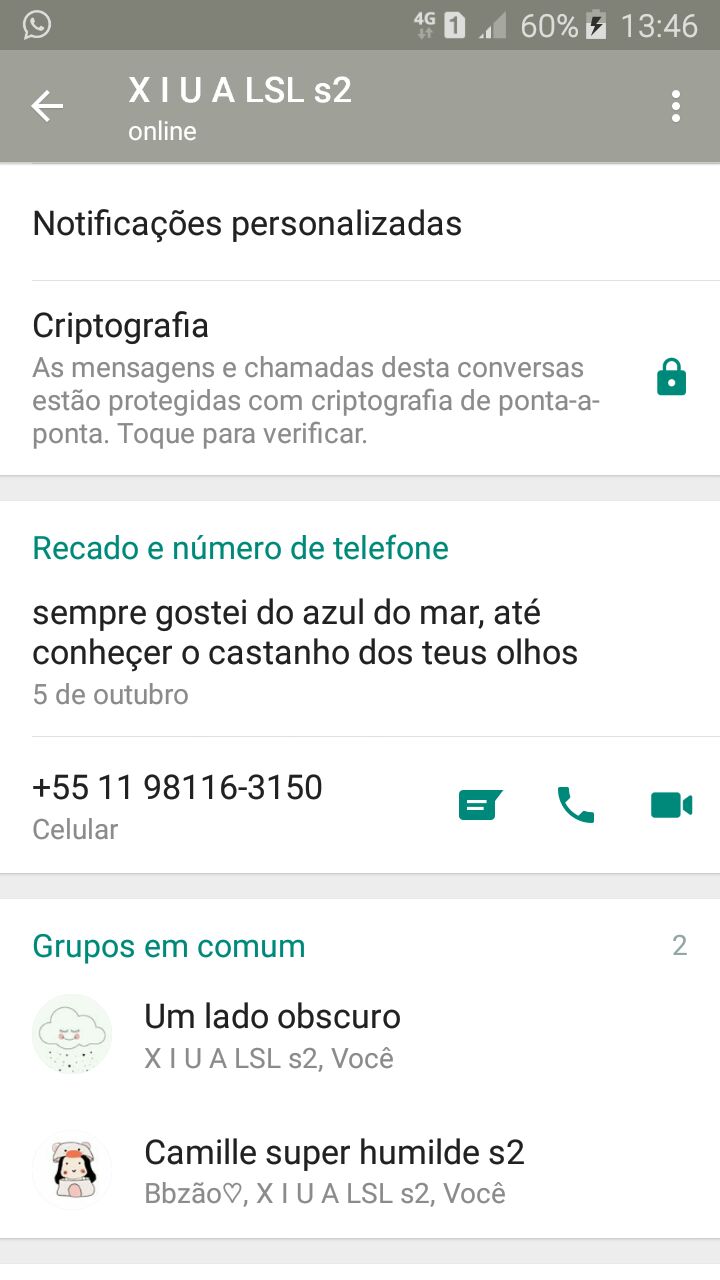 4G 1 60% 13:46
X I U A LSL s2
online
Notificações personalizadas
Criptografia
As mensagens e chamadas desta conversas
estão protegidas com criptografia de ponta-a-
ponta. Toque para verificar.
Recado e número de telefone
sempre gostei do azul do mar, até
conheçer o castanho dos teus olhos
5 de outubro
+55 11 98116-3150
Celular
Grupos em comum 2
Um lado obscuro
X I U A LSL s2, Você
Camille super humilde s2
Bbzão♡, X I U A LSL s2, Você